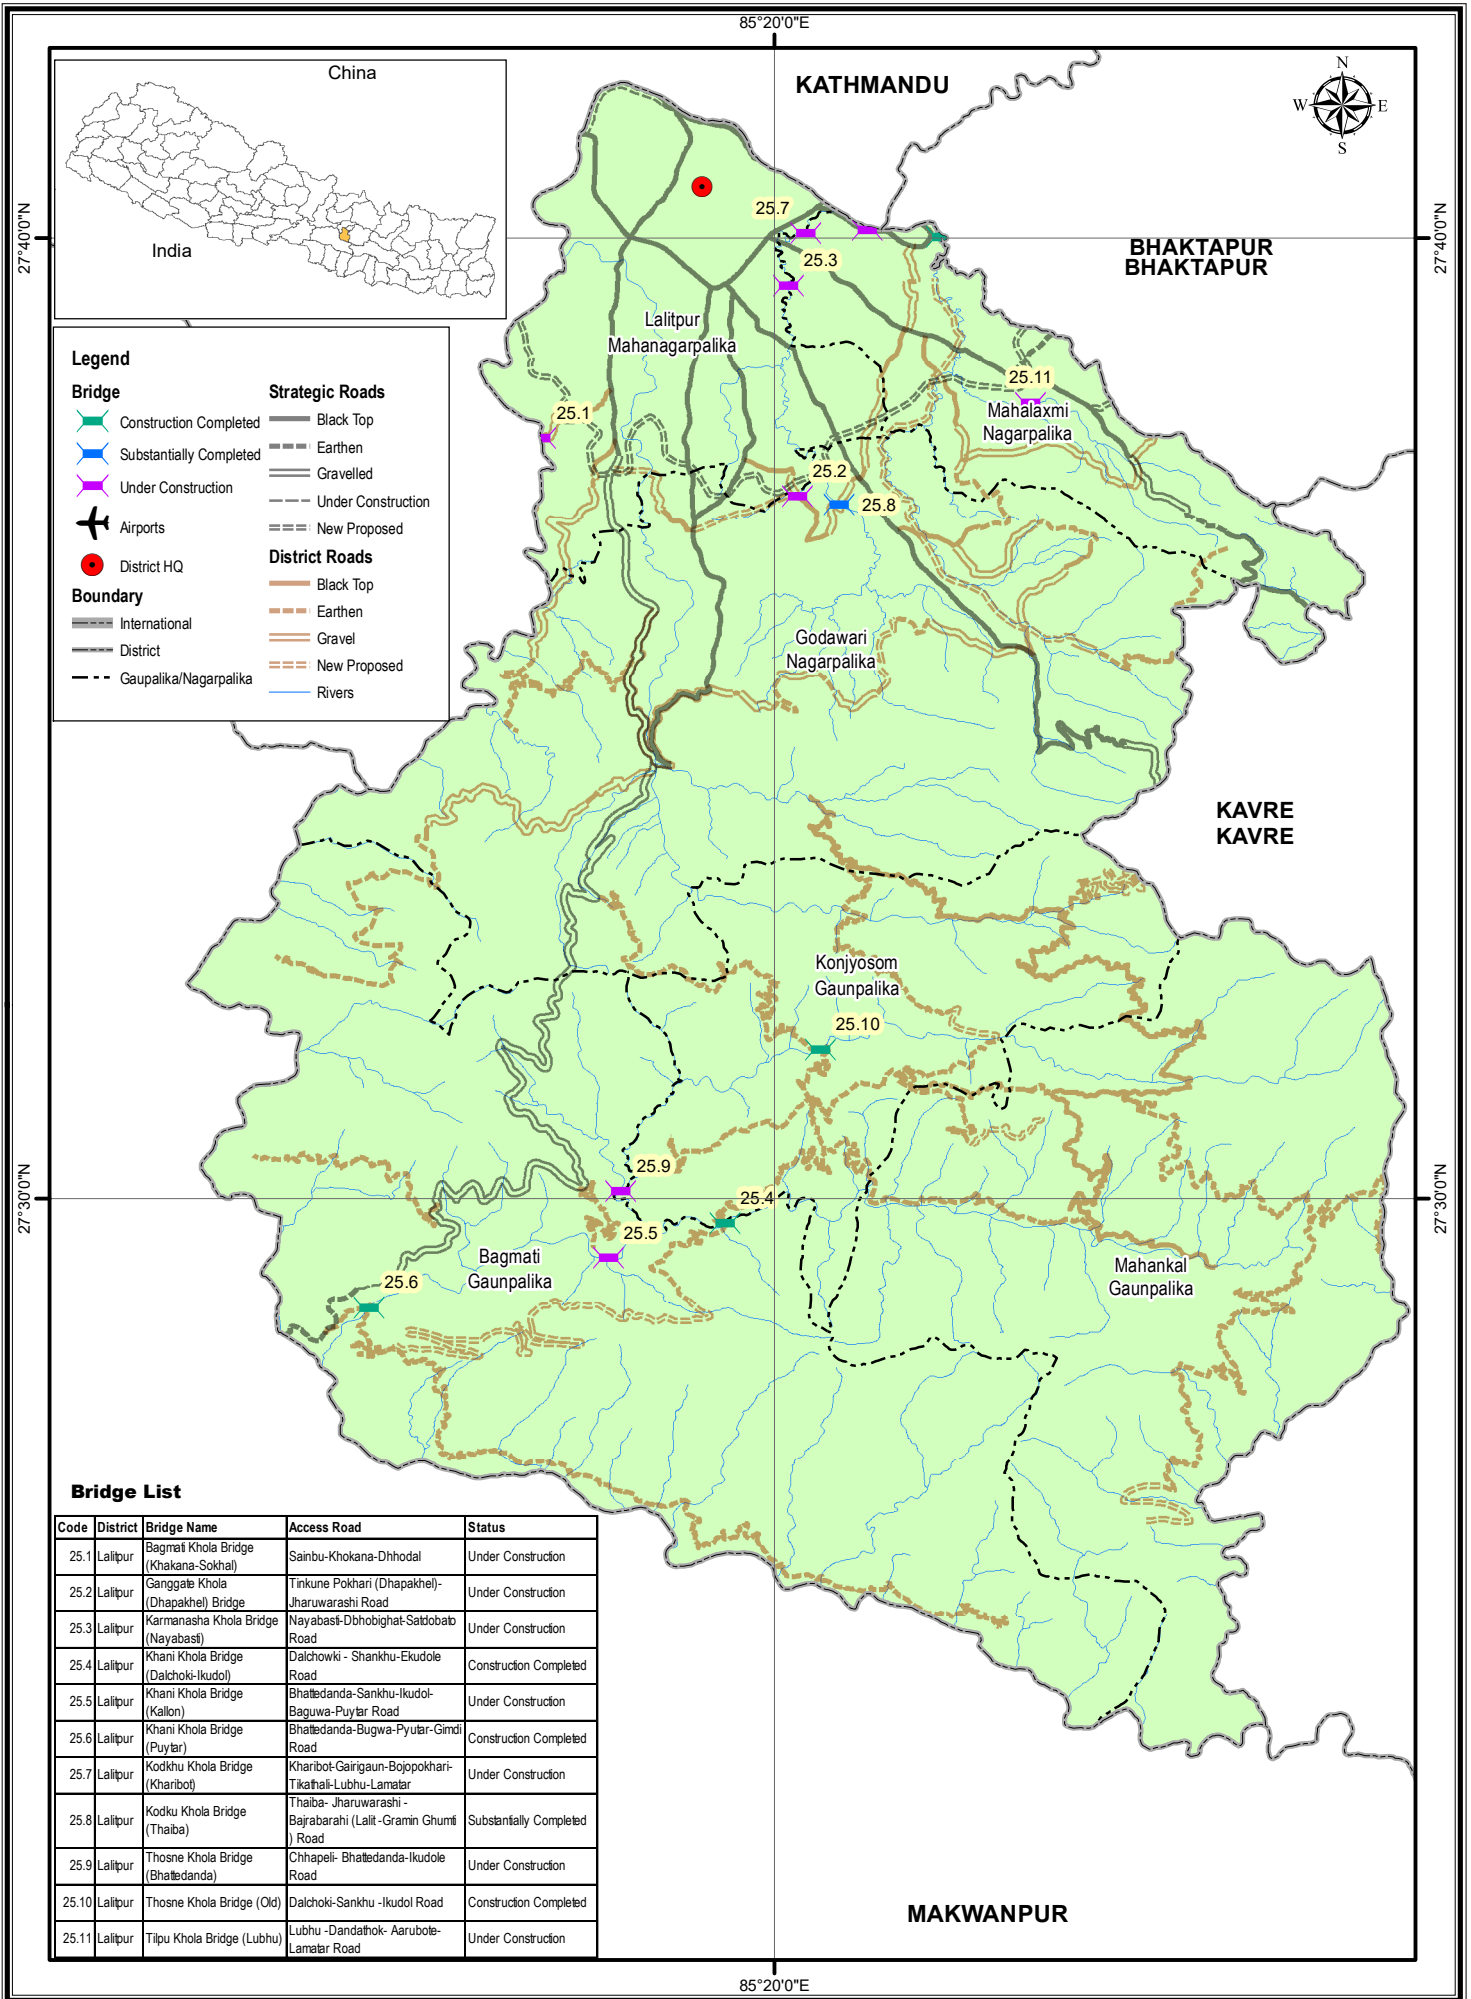 85°20'0"E
China
India
KATHMANDU
N
W
E
S
27°40'0"N
27°40'0"N
25.7
25.3
BHAKTAPUR
BHAKTAPUR
Lalitpur
Mahanagarpalika
25.11
Mahalaxmi
Nagarpalika
25.1
25.2
25.8
Legend
Bridge
Construction Completed
Substantially Completed
Under Construction
Airports
District HQ
Boundary
International
District
Gaupalika/Nagarpalika
Strategic Roads
Black Top
Earthen
Gravelled
Under Construction
New Proposed
District Roads
Black Top
Earthen
Gravel
New Proposed
Rivers
Godawari
Nagarpalika
KAVRE
KAVRE
Konjyosom
Gaunpalika
25.10
25.9
25.4
27°30'0"N
27°30'0"N
25.5
Bagmati
Gaunpalika
25.6
Mahankal
Gaunpalika
MAKWANPUR
Bridge List
Code District Bridge Name Access Road Status
25.1 Lalitpur Bagmati Khola Bridge (Khakana-Sokhal) Sainbu-Khokana-Dhhodal Under Construction
25.2 Lalitpur Ganggate Khola (Dhapakhel) Bridge Tinkune Pokhari (Dhapakhel)-Jharuwarashi Road Under Construction
25.3 Lalitpur Karmanasha Khola Bridge (Nayabasti) Nayabasti-Dbhobighat-Satdobato Road Under Construction
25.4 Lalitpur Khani Khola Bridge (Dalchoki-Ikudol) Dalchowki - Shankhu-Ekudole Road Construction Completed
25.5 Lalitpur Khani Khola Bridge (Kallon) Bhattedanda-Sankhu-Ikudol-Baguwa-Puytar Road Under Construction
25.6 Lalitpur Khani Khola Bridge (Puytar) Bhattedanda-Bugwa-Pyutar-Gimdi Road Construction Completed
25.7 Lalitpur Kodkhu Khola Bridge (Kharibot) Kharibot-Gairigaun-Bojopokhari-Tikathali-Lubhu-Lamatar Under Construction
25.8 Lalitpur Kodku Khola Bridge (Thaiba) Thaiba- Jharuwarashi - Bajrabarahi (Lalit -Gramin Ghumti ) Road Substantially Completed
25.9 Lalitpur Thosne Khola Bridge (Bhattedanda) Chhapeli- Bhattedanda-Ikudole Road Under Construction
25.10 Lalitpur Thosne Khola Bridge (Old) Dalchoki-Sankhu -Ikudol Road Construction Completed
25.11 Lalitpur Tilpu Khola Bridge (Lubhu) Lubhu -Dandathok- Aarubote-Lamatar Road Under Construction
85°20'0"E